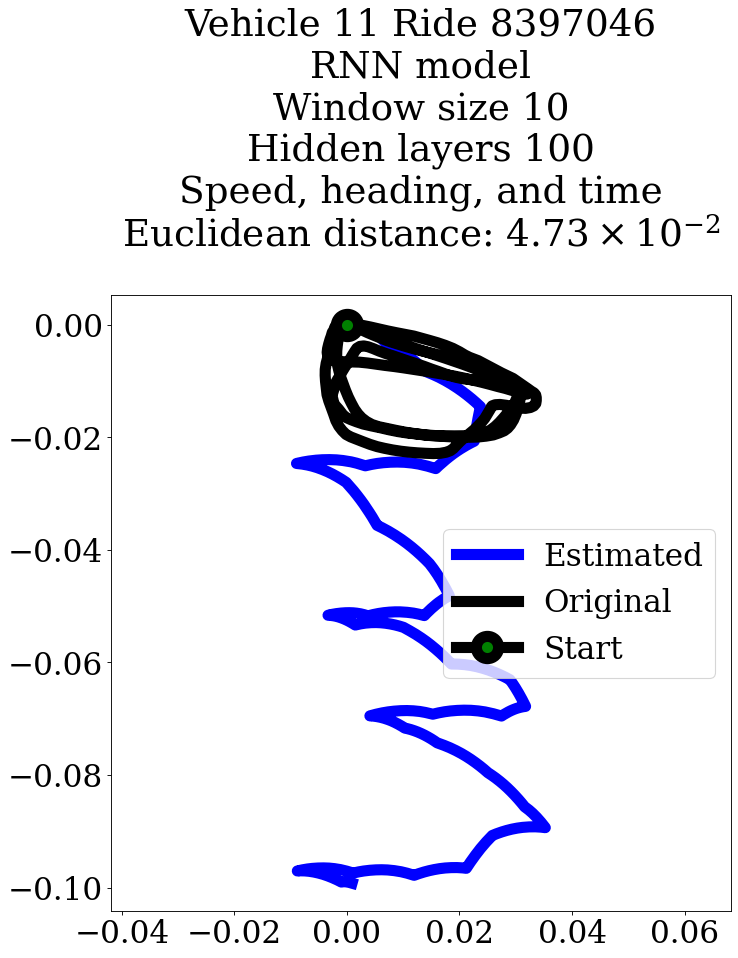 Vehicle 11 Ride 8397046
RNN model
Window size 10
Hidden layers 100
Speed, heading, and time
Euclidean distance: 4.73 × 10⁻²
0.00
−0.02
−0.04
−0.06
−0.08
−0.10
Estimated
Original
Start
−0.04 −0.02 0.00 0.02 0.04 0.06